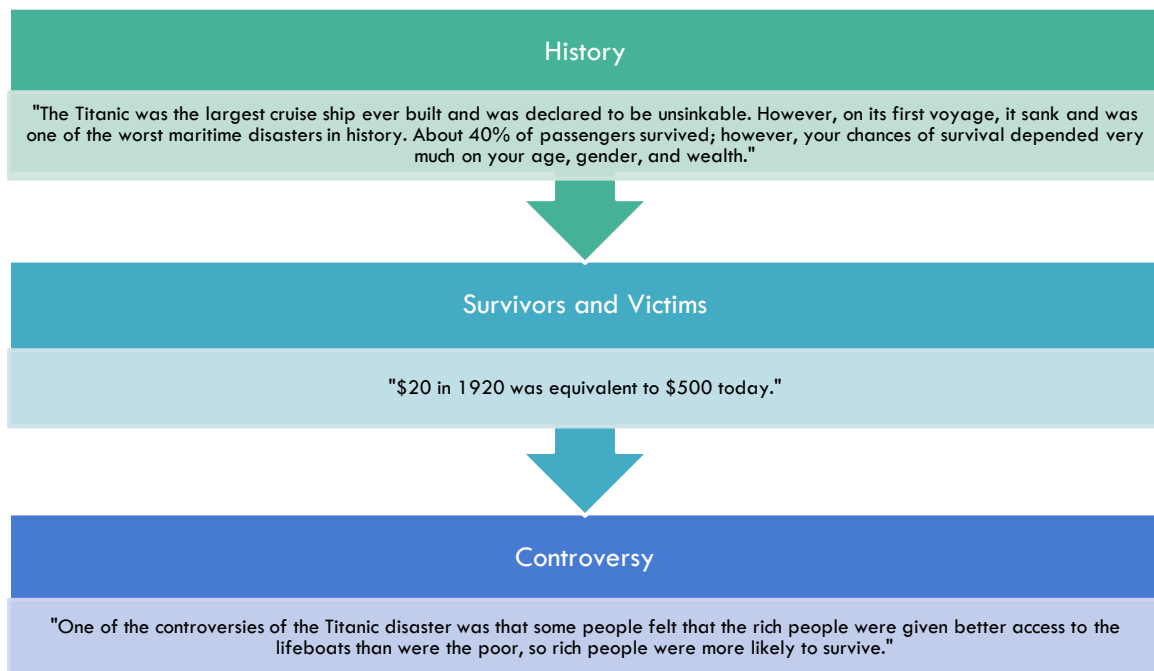 History
"The Titanic was the largest cruise ship ever built and was declared to be unsinkable. However, on its first voyage, it sank and was
one of the worst maritime disasters in history. About 40% of passengers survived; however, your chances of survival depended very
much on your age, gender, and wealth."
Survivors and Victims
"$20 in 1920 was equivalent to $500 today."
Controversy
"One of the controversies of the Titanic disaster was that some people felt that the rich people were given better access to the
lifeboats than were the poor, so rich people were more likely to survive."